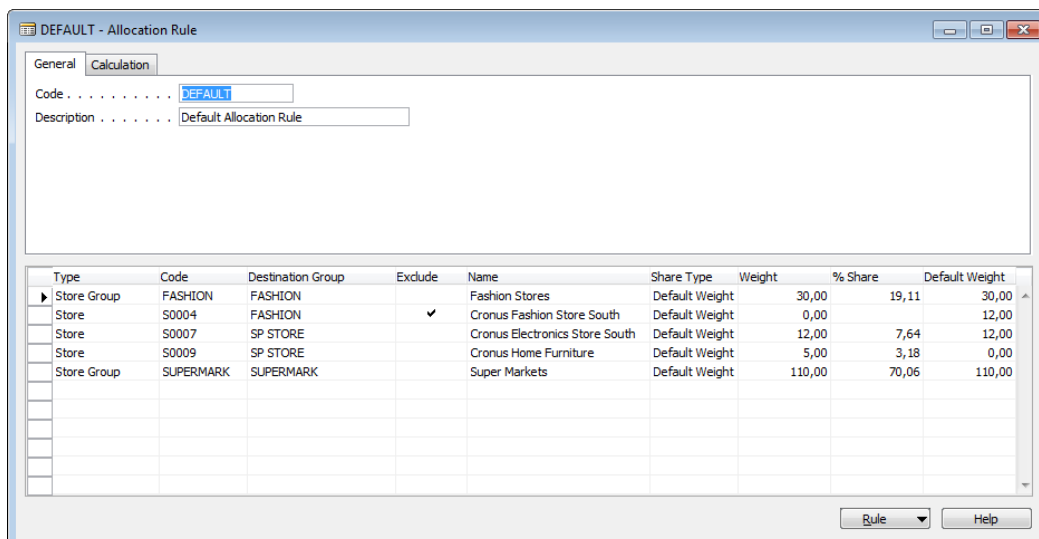 DEFAULT - Allocation Rule
General Calculation
Code . . . . . . . . . . DEFAULT
Description . . . . . . . Default Allocation Rule
Type Code Destination Group Exclude Name Share Type Weight % Share Default Weight
Store Group FASHION FASHION Fashion Stores Default Weight 30,00 19,11 30,00
Store S0004 FASHION ✔ Cronus Fashion Store South Default Weight 0,00 12,00
Store S0007 SP STORE Cronus Electronics Store South Default Weight 12,00 7,64 12,00
Store S0009 SP STORE Cronus Home Furniture Default Weight 5,00 3,18 0,00
Store Group SUPERMARK SUPERMARK Super Markets Default Weight 110,00 70,06 110,00
Rule Help